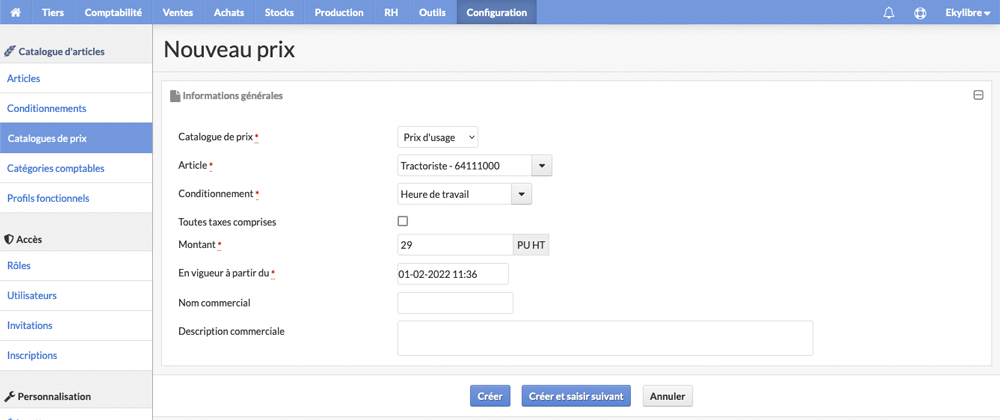 Tiers Comptabilité Ventes Achats Stocks Production RH Outils Configuration Ekylibre
Catalogue d'articles
Articles
Conditionnements
Catalogues de prix
Catégories comptables
Profils fonctionnels
Accès
Rôles
Utilisateurs
Invitations
Inscriptions
Personnalisation
Nouveau prix
Informations générales
Catalogue de prix * Prix d'usage
Article * Tractoriste - 64111000
Conditionnement * Heure de travail
Toutes taxes comprises
Montant * 29 PU HT
En vigueur à partir du * 01-02-2022 11:36
Nom commercial
Description commerciale
Créer Créer et saisir suivant Annuler